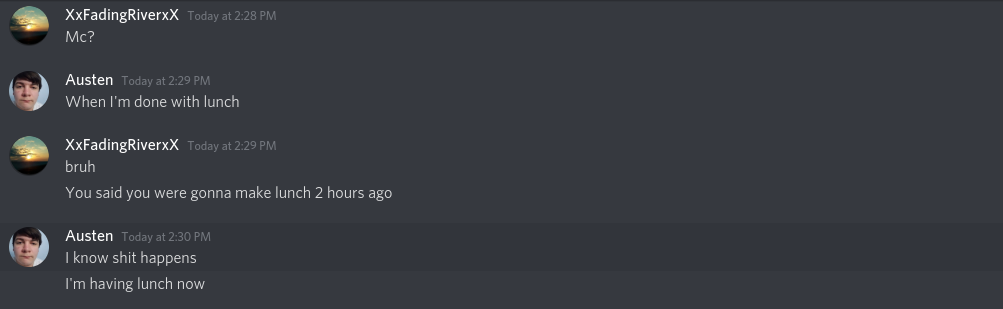 XxFadingRiverxX Today at 2:28 PM
Mc?
Austen Today at 2:29 PM
When I'm done with lunch
XxFadingRiverxX Today at 2:29 PM
bruh
You said you were gonna make lunch 2 hours ago
Austen Today at 2:30 PM
I know shit happens
I'm having lunch now